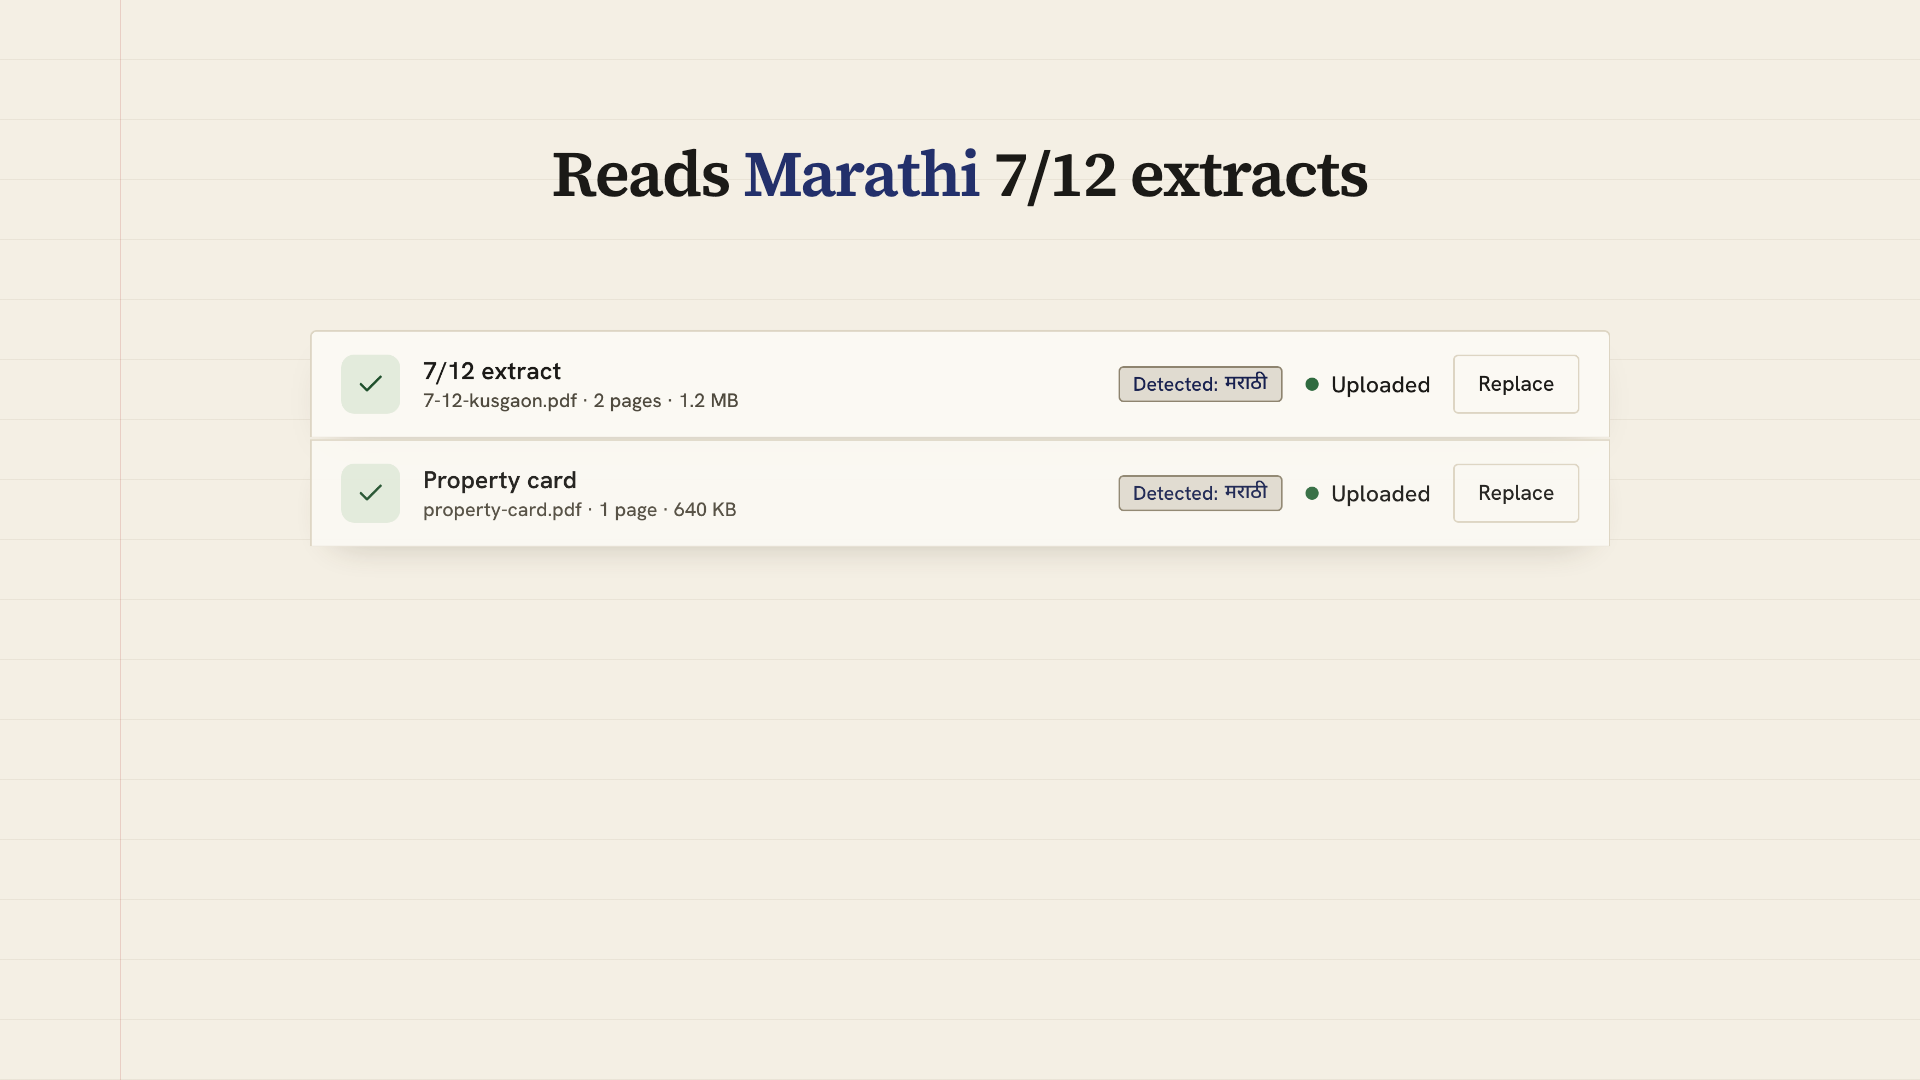 Reads Marathi 7/12 extracts
7/12 extract
7-12-kusgaon.pdf · 2 pages · 1.2 MB
Detected: मराठी
Uploaded
Replace
Property card
property-card.pdf · 1 page · 640 KB
Detected: मराठी
Uploaded
Replace